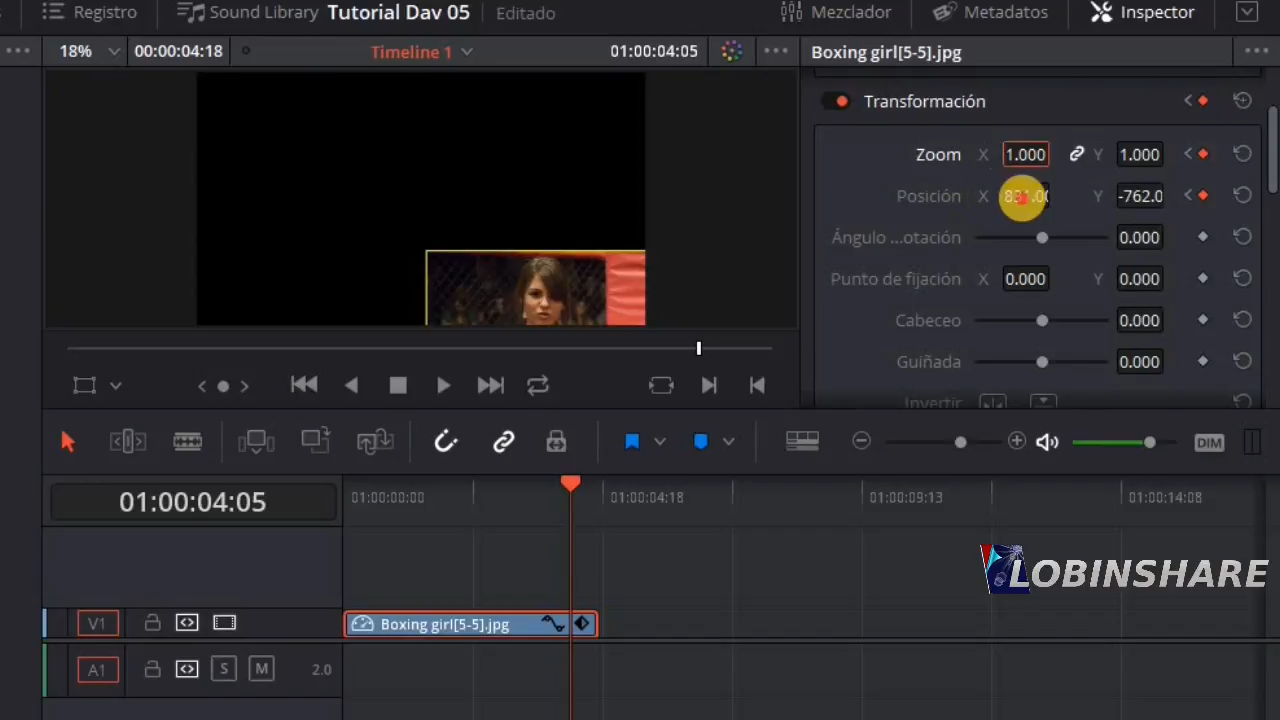 Registro
Sound Library
Tutorial Dav 05
Editado
Mezclador
Metadatos
Inspector
18%
00:00:04:18
Timeline 1
01:00:04:05
Boxing girl[5-5].jpg
Transformación
Zoom X 1.000 Y 1.000
Posición X Y -762.0
Ángulo ...otación 0.000
Punto de fijación X 0.000 Y 0.000
Cabeceo 0.000
Guiñada 0.000
Invertir
DIM
01:00:04:05
01:00:00:00
01:00:04:18
01:00:09:13
01:00:14:08
LOBINSHARE
V1
Boxing girl[5-5].jpg
A1
S
M
2.0